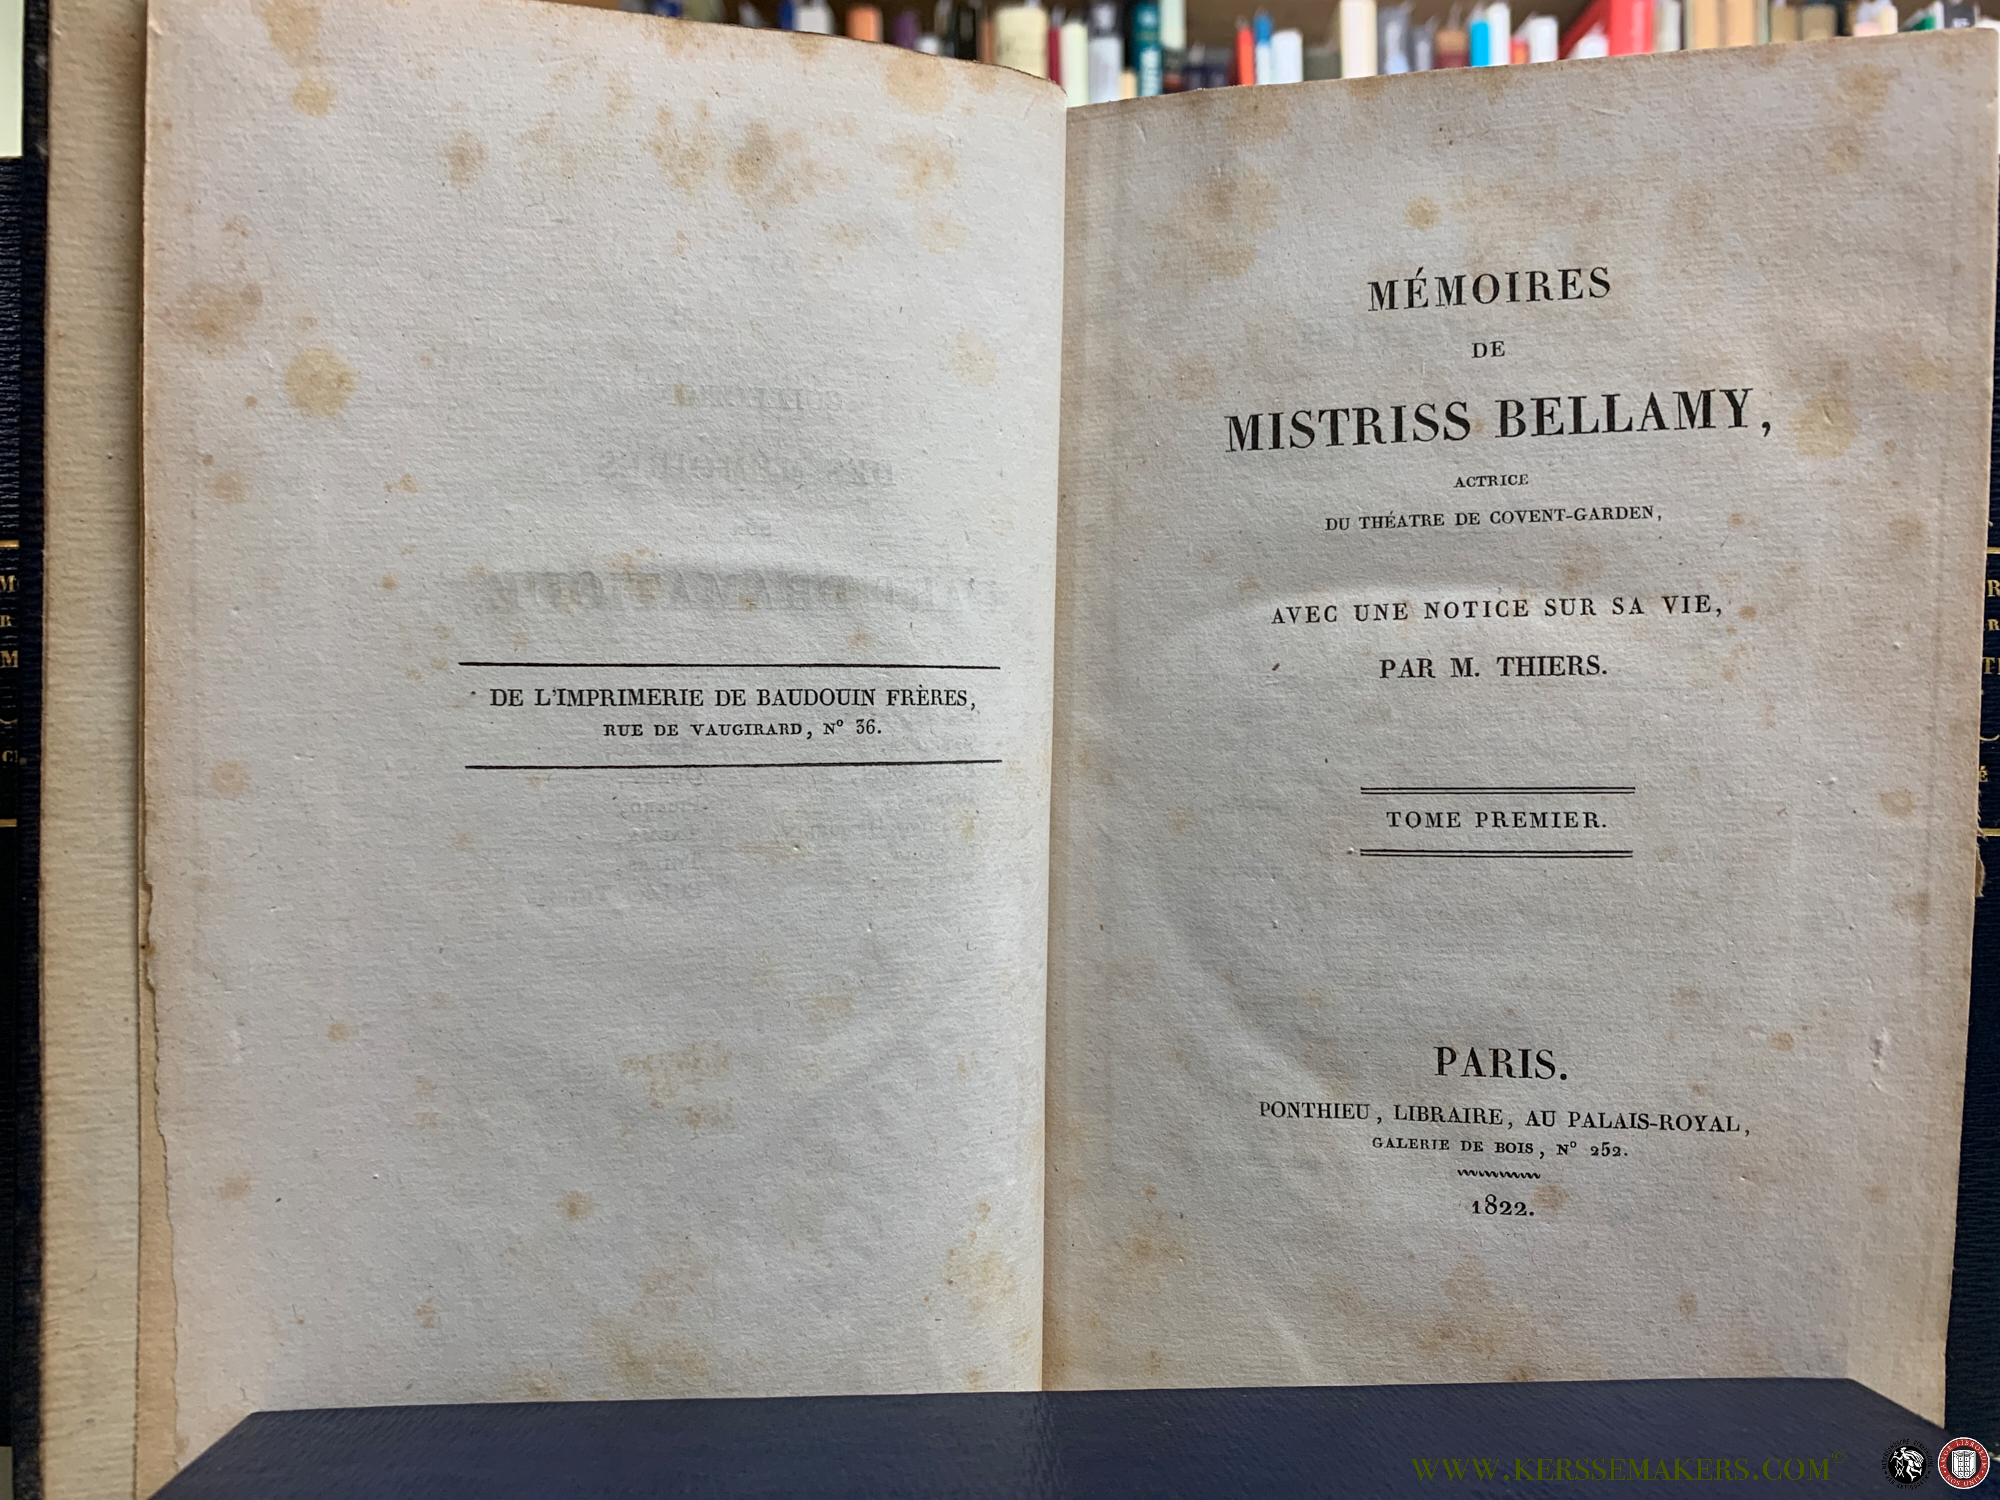 DE L'IMPRIMERIE DE BAUDOUIN FRÈRES,
RUE DE VAUGIRARD, Nº 36.
MÉMOIRES
DE
MISTRISS BELLAMY,
ACTRICE
DU THÉATRE DE COVENT-GARDEN,
AVEC UNE NOTICE SUR SA VIE,
PAR M. THIERS.
TOME PREMIER.
PARIS.
PONTHIEU, LIBRAIRE, AU PALAIS-ROYAL,
GALERIE DE BOIS, Nº 252.
1822.
WWW.KERSSEMAKERS.COM©